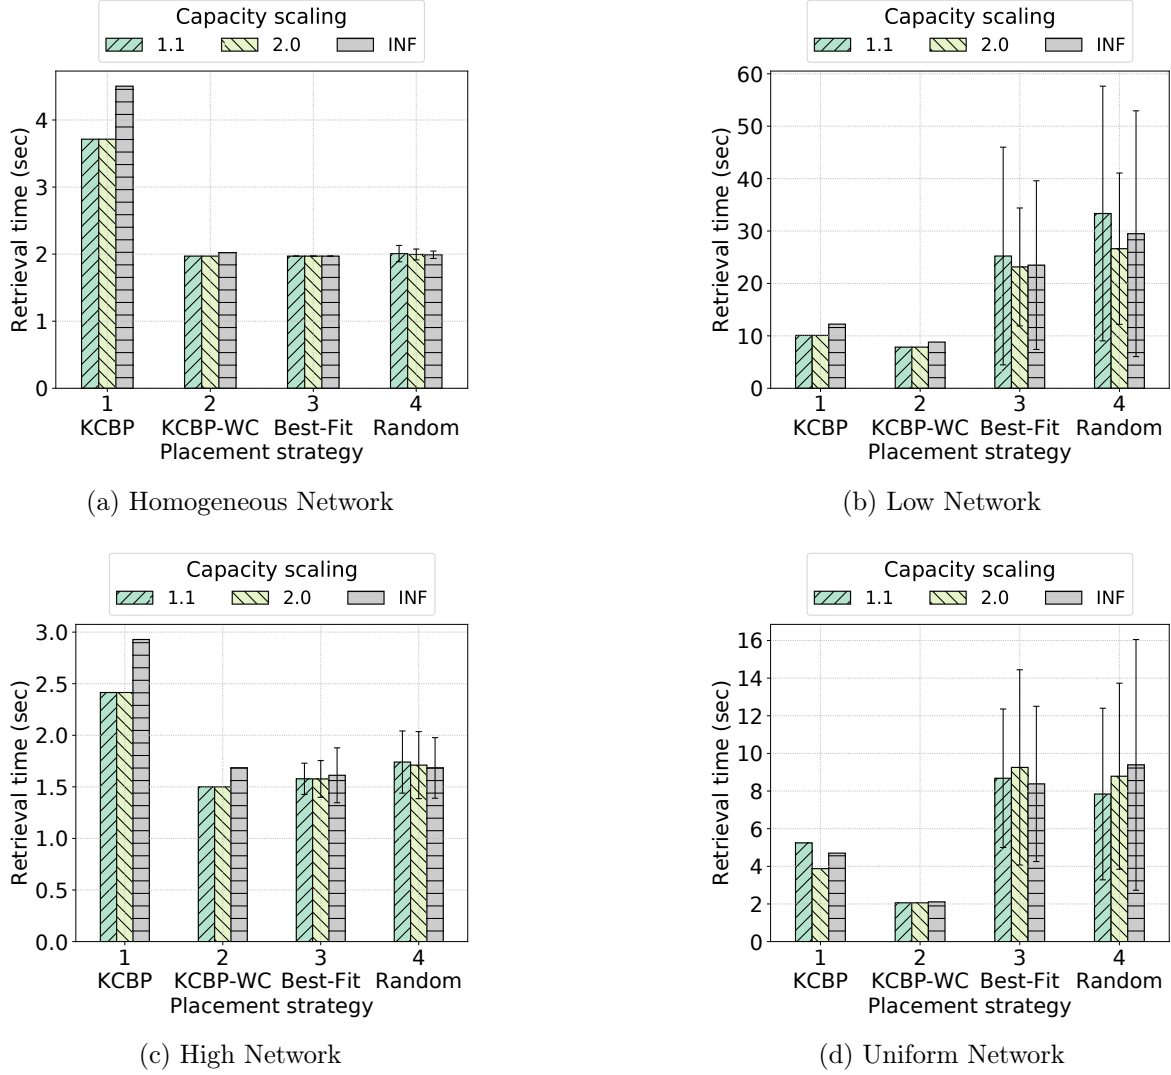 Capacity scaling
1.1 2.0 INF
Retrieval time (sec)
4
3
2
1
0
1 2 3 4
KCBP KCBP-WC Best-Fit Random
Placement strategy
(a) Homogeneous Network
Capacity scaling
1.1 2.0 INF
Retrieval time (sec)
60
50
40
30
20
10
0
1 2 3 4
KCBP KCBP-WC Best-Fit Random
Placement strategy
(b) Low Network
Capacity scaling
1.1 2.0 INF
Retrieval time (sec)
3.0
2.5
2.0
1.5
1.0
0.5
0.0
1 2 3 4
KCBP KCBP-WC Best-Fit Random
Placement strategy
(c) High Network
Capacity scaling
1.1 2.0 INF
Retrieval time (sec)
16
14
12
10
8
6
4
2
0
1 2 3 4
KCBP KCBP-WC Best-Fit Random
Placement strategy
(d) Uniform Network